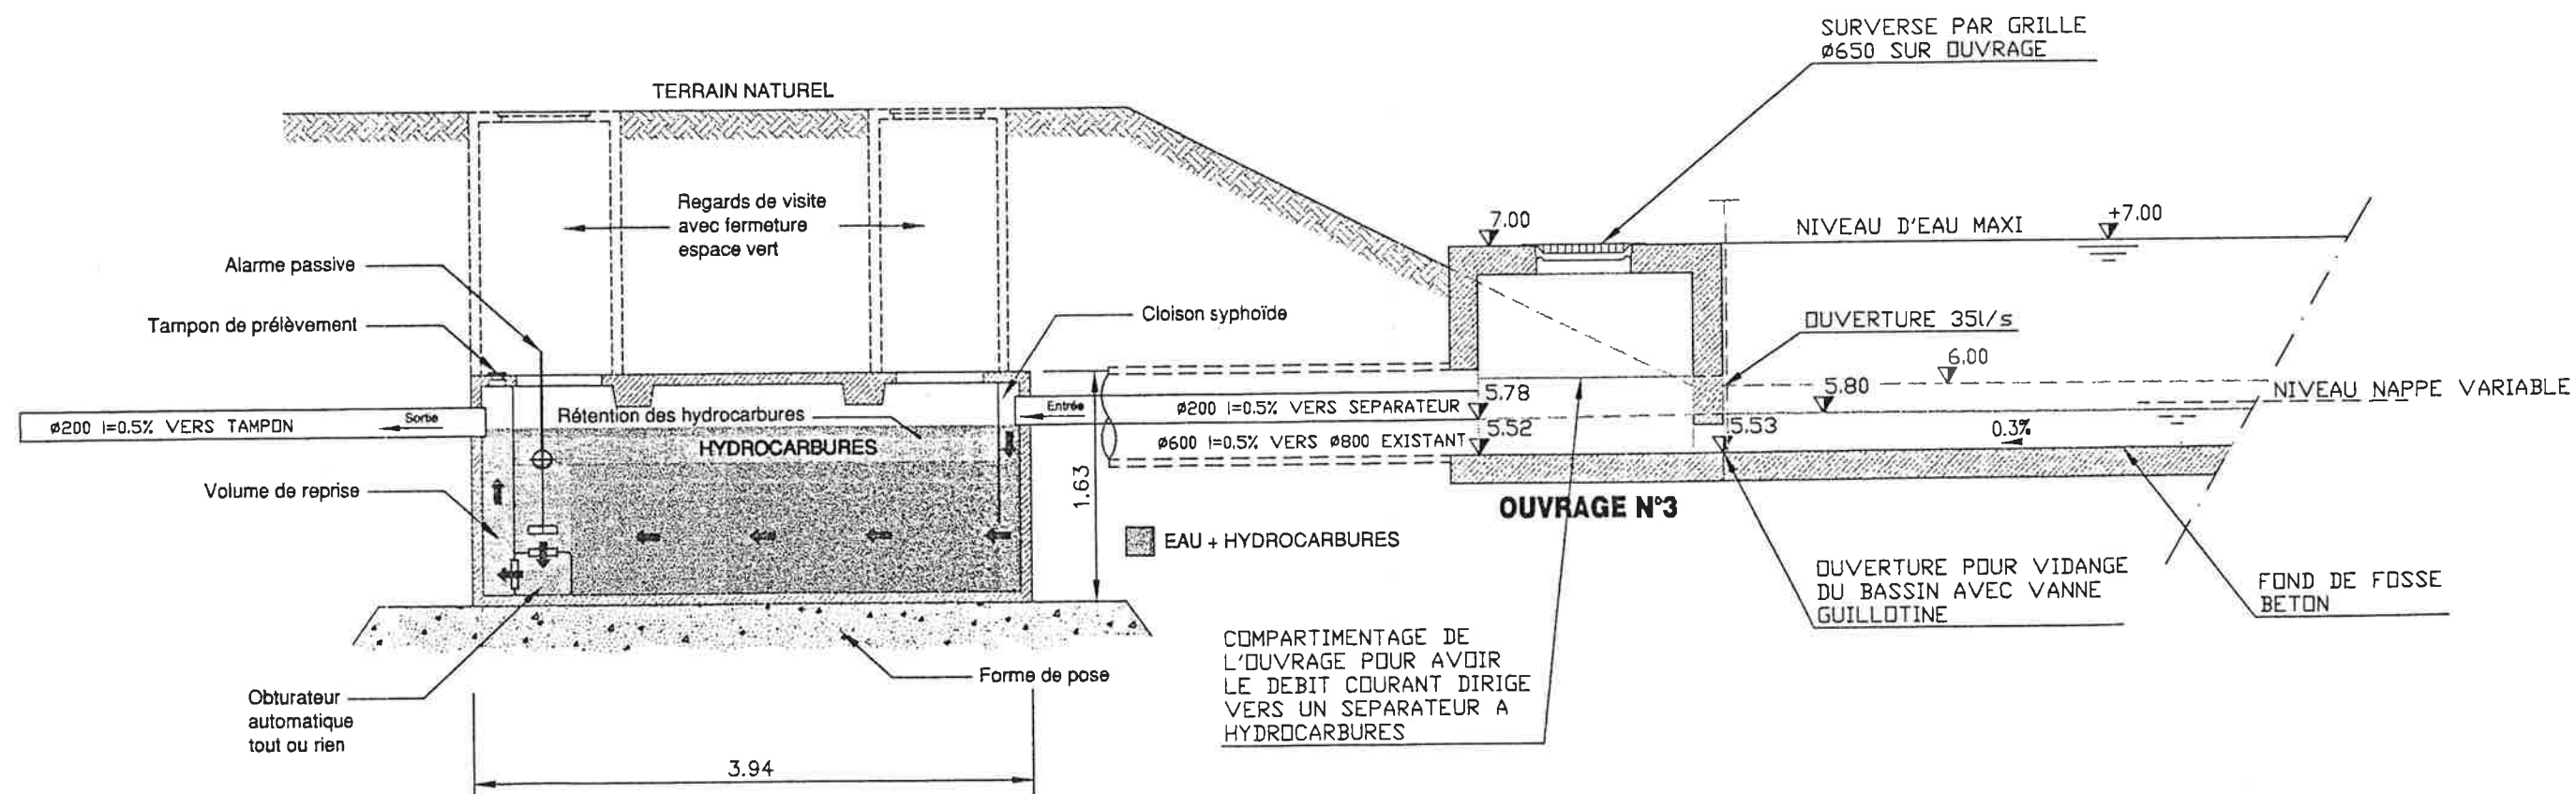 SURVERSE PAR GRILLE
ø650 SUR OUVRAGE
TERRAIN NATUREL
Regards de visite
avec fermeture
espace vert
7.00
NIVEAU D'EAU MAXI
+7.00
Alarme passive
Tampon de prélèvement
Cloison syphoïde
OUVERTURE 35l/s
6.00
5.80
NIVEAU NAPPE VARIABLE
5.78
Entrée
ø200 I=0.5% VERS SEPARATEUR
Rétention des hydrocarbures
Sortie
ø200 I=0.5% VERS TAMPON
HYDROCARBURES
ø600 I=0.5% VERS Ø800 EXISTANT
5.52
5.53
0.3%
Volume de reprise
1.63
OUVRAGE N°3
EAU + HYDROCARBURES
OUVERTURE POUR VIDANGE
DU BASSIN AVEC VANNE
GUILLOTINE
FOND DE FOSSE
BETON
COMPARTIMENTAGE DE
L'OUVRAGE POUR AVOIR
LE DEBIT COURANT DIRIGE
VERS UN SEPARATEUR A
HYDROCARBURES
Forme de pose
Obturateur
automatique
tout ou rien
3.94